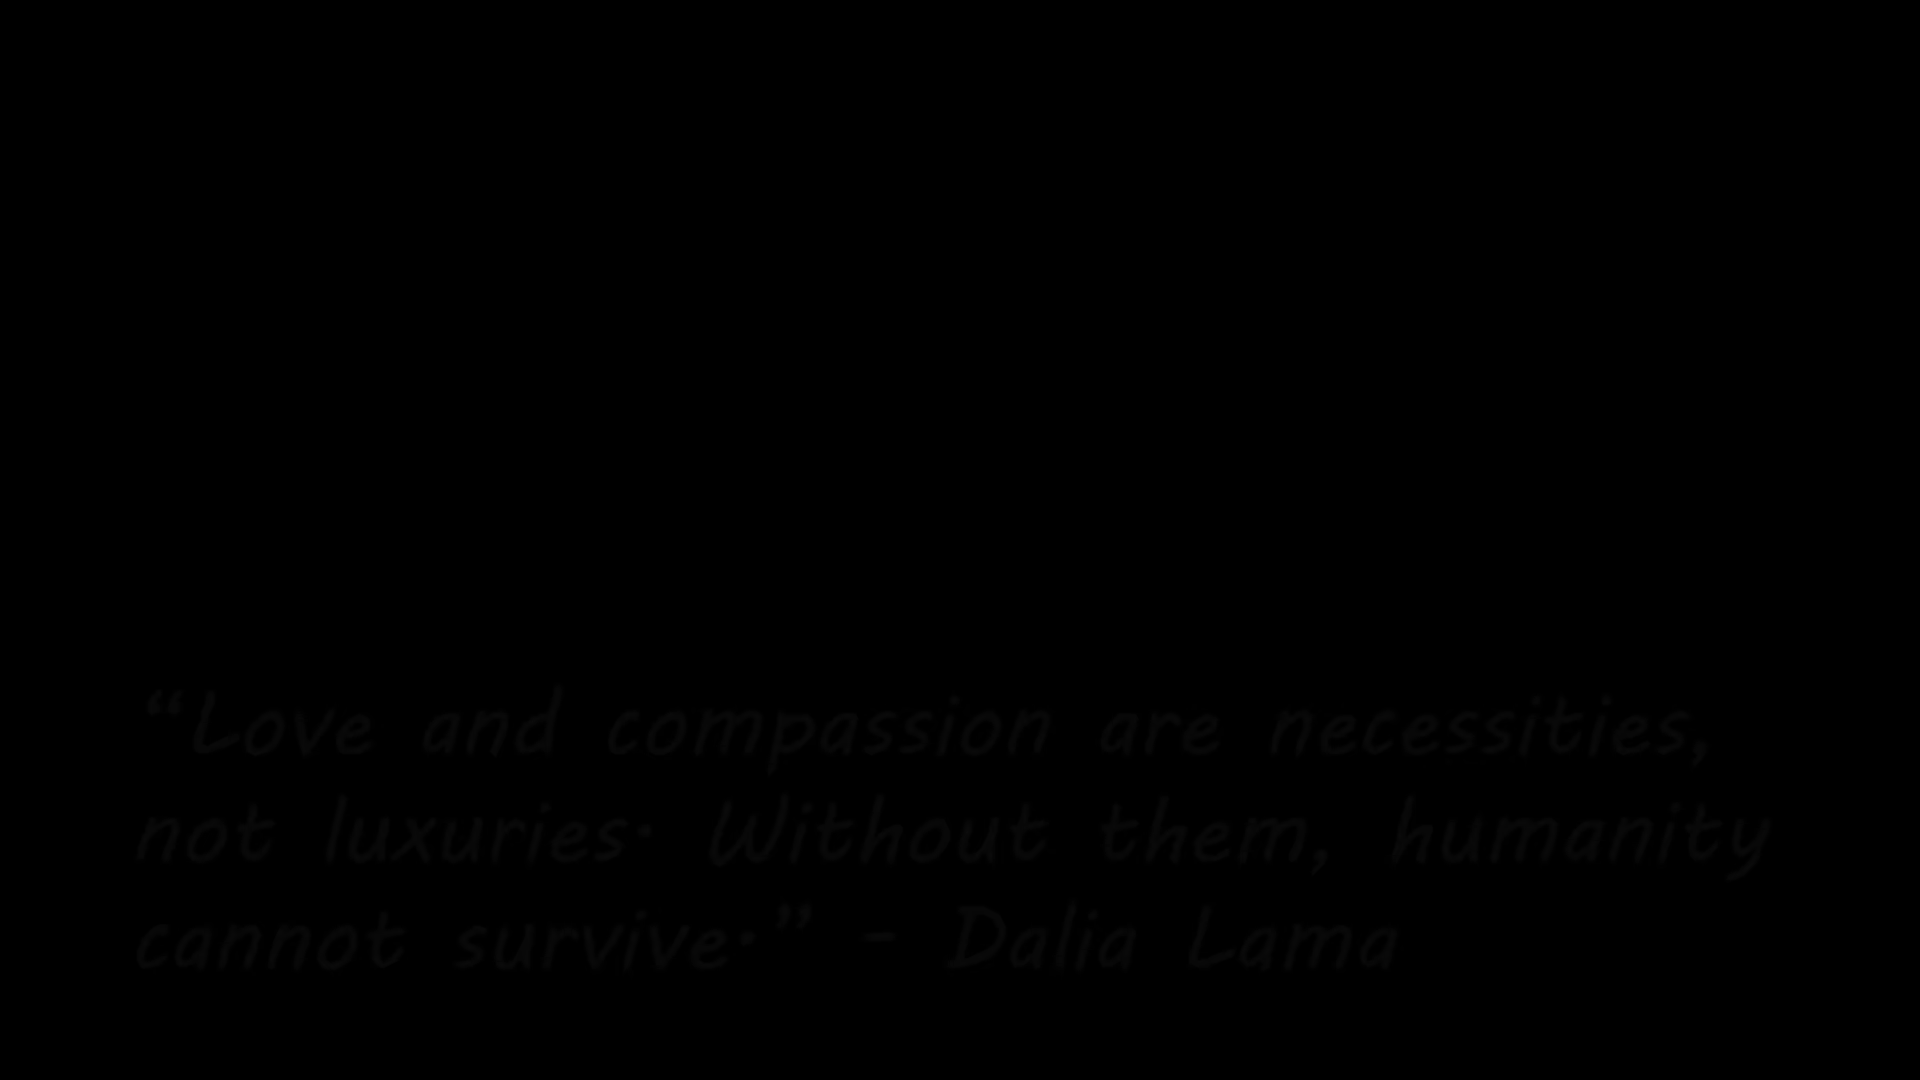 “Love and compassion are necessities,
not luxuries. Without them, humanity
cannot survive.” - Dalia Lama